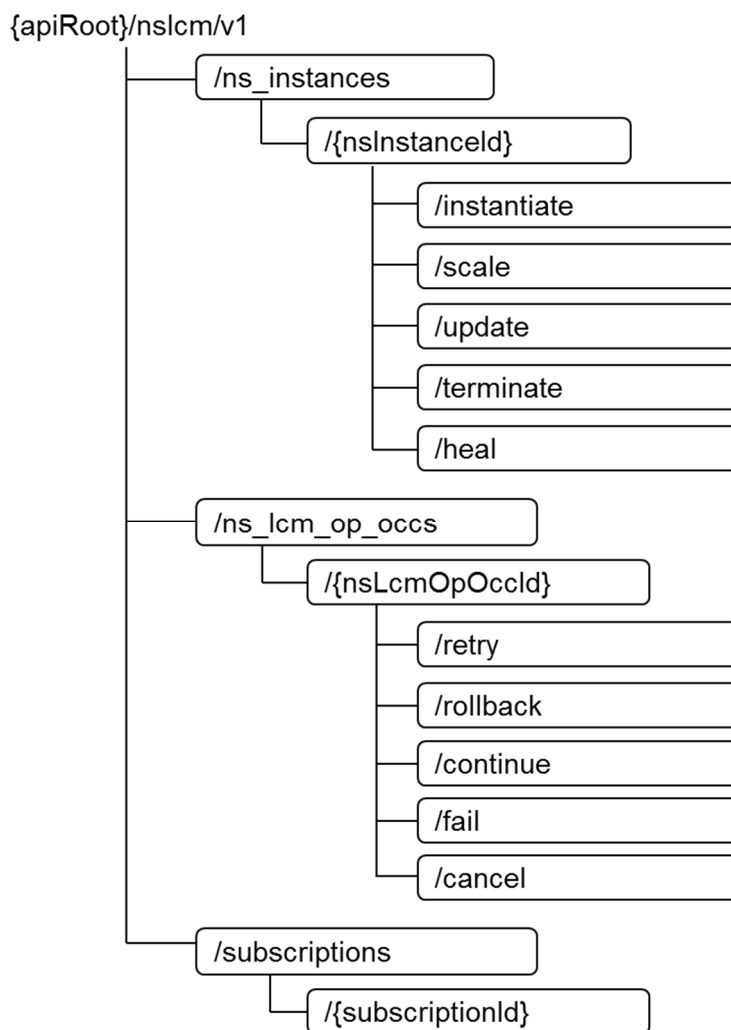 {apiRoot}/nslcm/v1
/ns_instances
/{nsInstanceId}
/instantiate
/scale
/update
/terminate
/heal
/ns_lcm_op_occs
/{nsLcmOpOccId}
/retry
/rollback
/continue
/fail
/cancel
/subscriptions
/{subscriptionId}